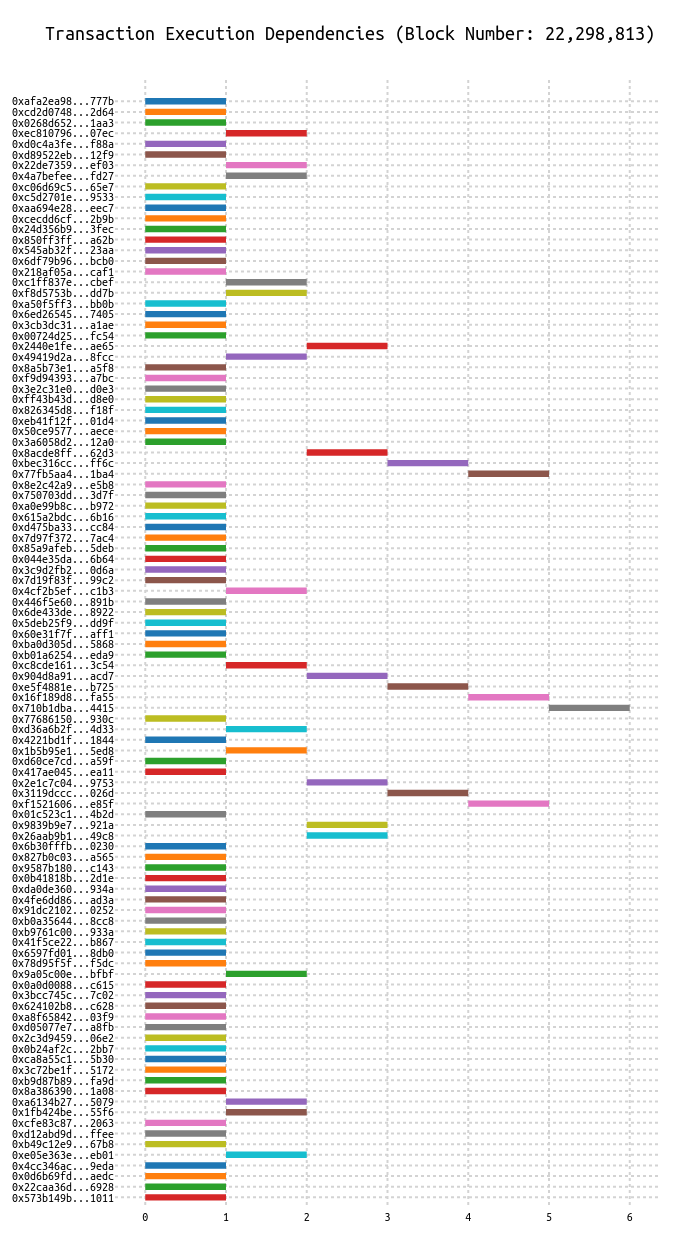 Transaction Execution Dependencies (Block Number: 22,298,813)
0xafa2ea98...777b
0xcd2d0748...2d64
0x0268d652...1aa3
0xec810796...07ec
0xd0c4a3fe...f88a
0xd89522eb...12f9
0x22de7359...ef03
0x4a7befee...fd27
0xc06d69c5...65e7
0xc5d2701e...9533
0xaa694e28...eec7
0xcecdd6cf...2b9b
0x24d356b9...3fec
0x850ff3ff...a62b
0x545ab32f...23aa
0x6df79b96...bcb0
0x218af05a...caf1
0xc1ff837e...cbef
0xf8d5753b...dd7b
0xa50f5ff3...bb0b
0x6ed26545...7405
0x3cb3dc31...a1ae
0x00724d25...fc54
0x2440e1fe...ae65
0x49419d2a...8fcc
0x8a5b73e1...a5f8
0xf9d94393...a7bc
0x3e2c31e0...d0e3
0xff43b43d...d8e0
0x826345d8...f18f
0xeb41f12f...01d4
0x50ce9577...aece
0x3a6058d2...12a0
0x8acde8ff...62d3
0xbec316cc...ff6c
0x77fb5aa4...1ba4
0x8e2c42a9...e5b8
0x750703dd...3d7f
0xa0e99b8c...b972
0x615a2bdc...6b16
0xd475ba33...cc84
0x7d97f372...7ac4
0x85a9afeb...5deb
0x044e35da...6b64
0x3c9d2fb2...0d6a
0x7d19f83f...99c2
0x4cf2b5ef...c1b3
0x446f5e60...891b
0x6de433de...8922
0x5deb25f9...dd9f
0x60e31f7f...aff1
0xba0d305d...5868
0xb01a6254...eda9
0xc8cde161...3c54
0x904d8a91...acd7
0xe5f4881e...b725
0x16f189d8...fa55
0x710b1dba...4415
0x77686150...930c
0xd36a6b2f...4d33
0x4221bd1f...1844
0x1b5b95e1...5ed8
0xd60ce7cd...a59f
0x417ae045...ea11
0x2e1c7c04...9753
0x3119dccc...026d
0xf1521606...e85f
0x01c523c1...4b2d
0x9839b9e7...921a
0x26aab9b1...49c8
0x6b30fffb...0230
0x827b0c03...a565
0x9587b180...c143
0x0b41818b...2d1e
0xda0de360...934a
0x4fe6dd86...ad3a
0x91dc2102...0252
0xb0a35644...8cc8
0xb9761c00...933a
0x41f5ce22...b867
0x6597fd01...8db0
0x78d95f5f...f5dc
0x9a05c00e...bfbf
0x0a0d0088...c615
0x3bcc745c...7c02
0x624102b8...c628
0xa8f65842...03f9
0xd05077e7...a8fb
0x2c3d9459...06e2
0x0b24af2c...2bb7
0xca8a55c1...5b30
0x3c72be1f...5172
0xb9d87b89...fa9d
0x8a386390...1a08
0xa6134b27...5079
0x1fb424be...55f6
0xcfe83c87...2063
0xd12abd9d...ffee
0xb49c12e9...67b8
0xe05e363e...eb01
0x4cc346ac...9eda
0x0d6b69fd...aedc
0x22caa36d...6928
0x573b149b...1011
0 1 2 3 4 5 6